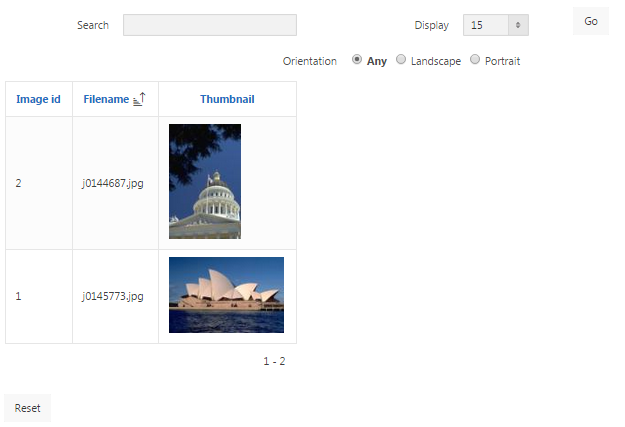 Search Display 15 Go
Orientation Any Landscape Portrait
Image id Filename Thumbnail
2 j0144687.jpg
1 j0145773.jpg
1 - 2
Reset